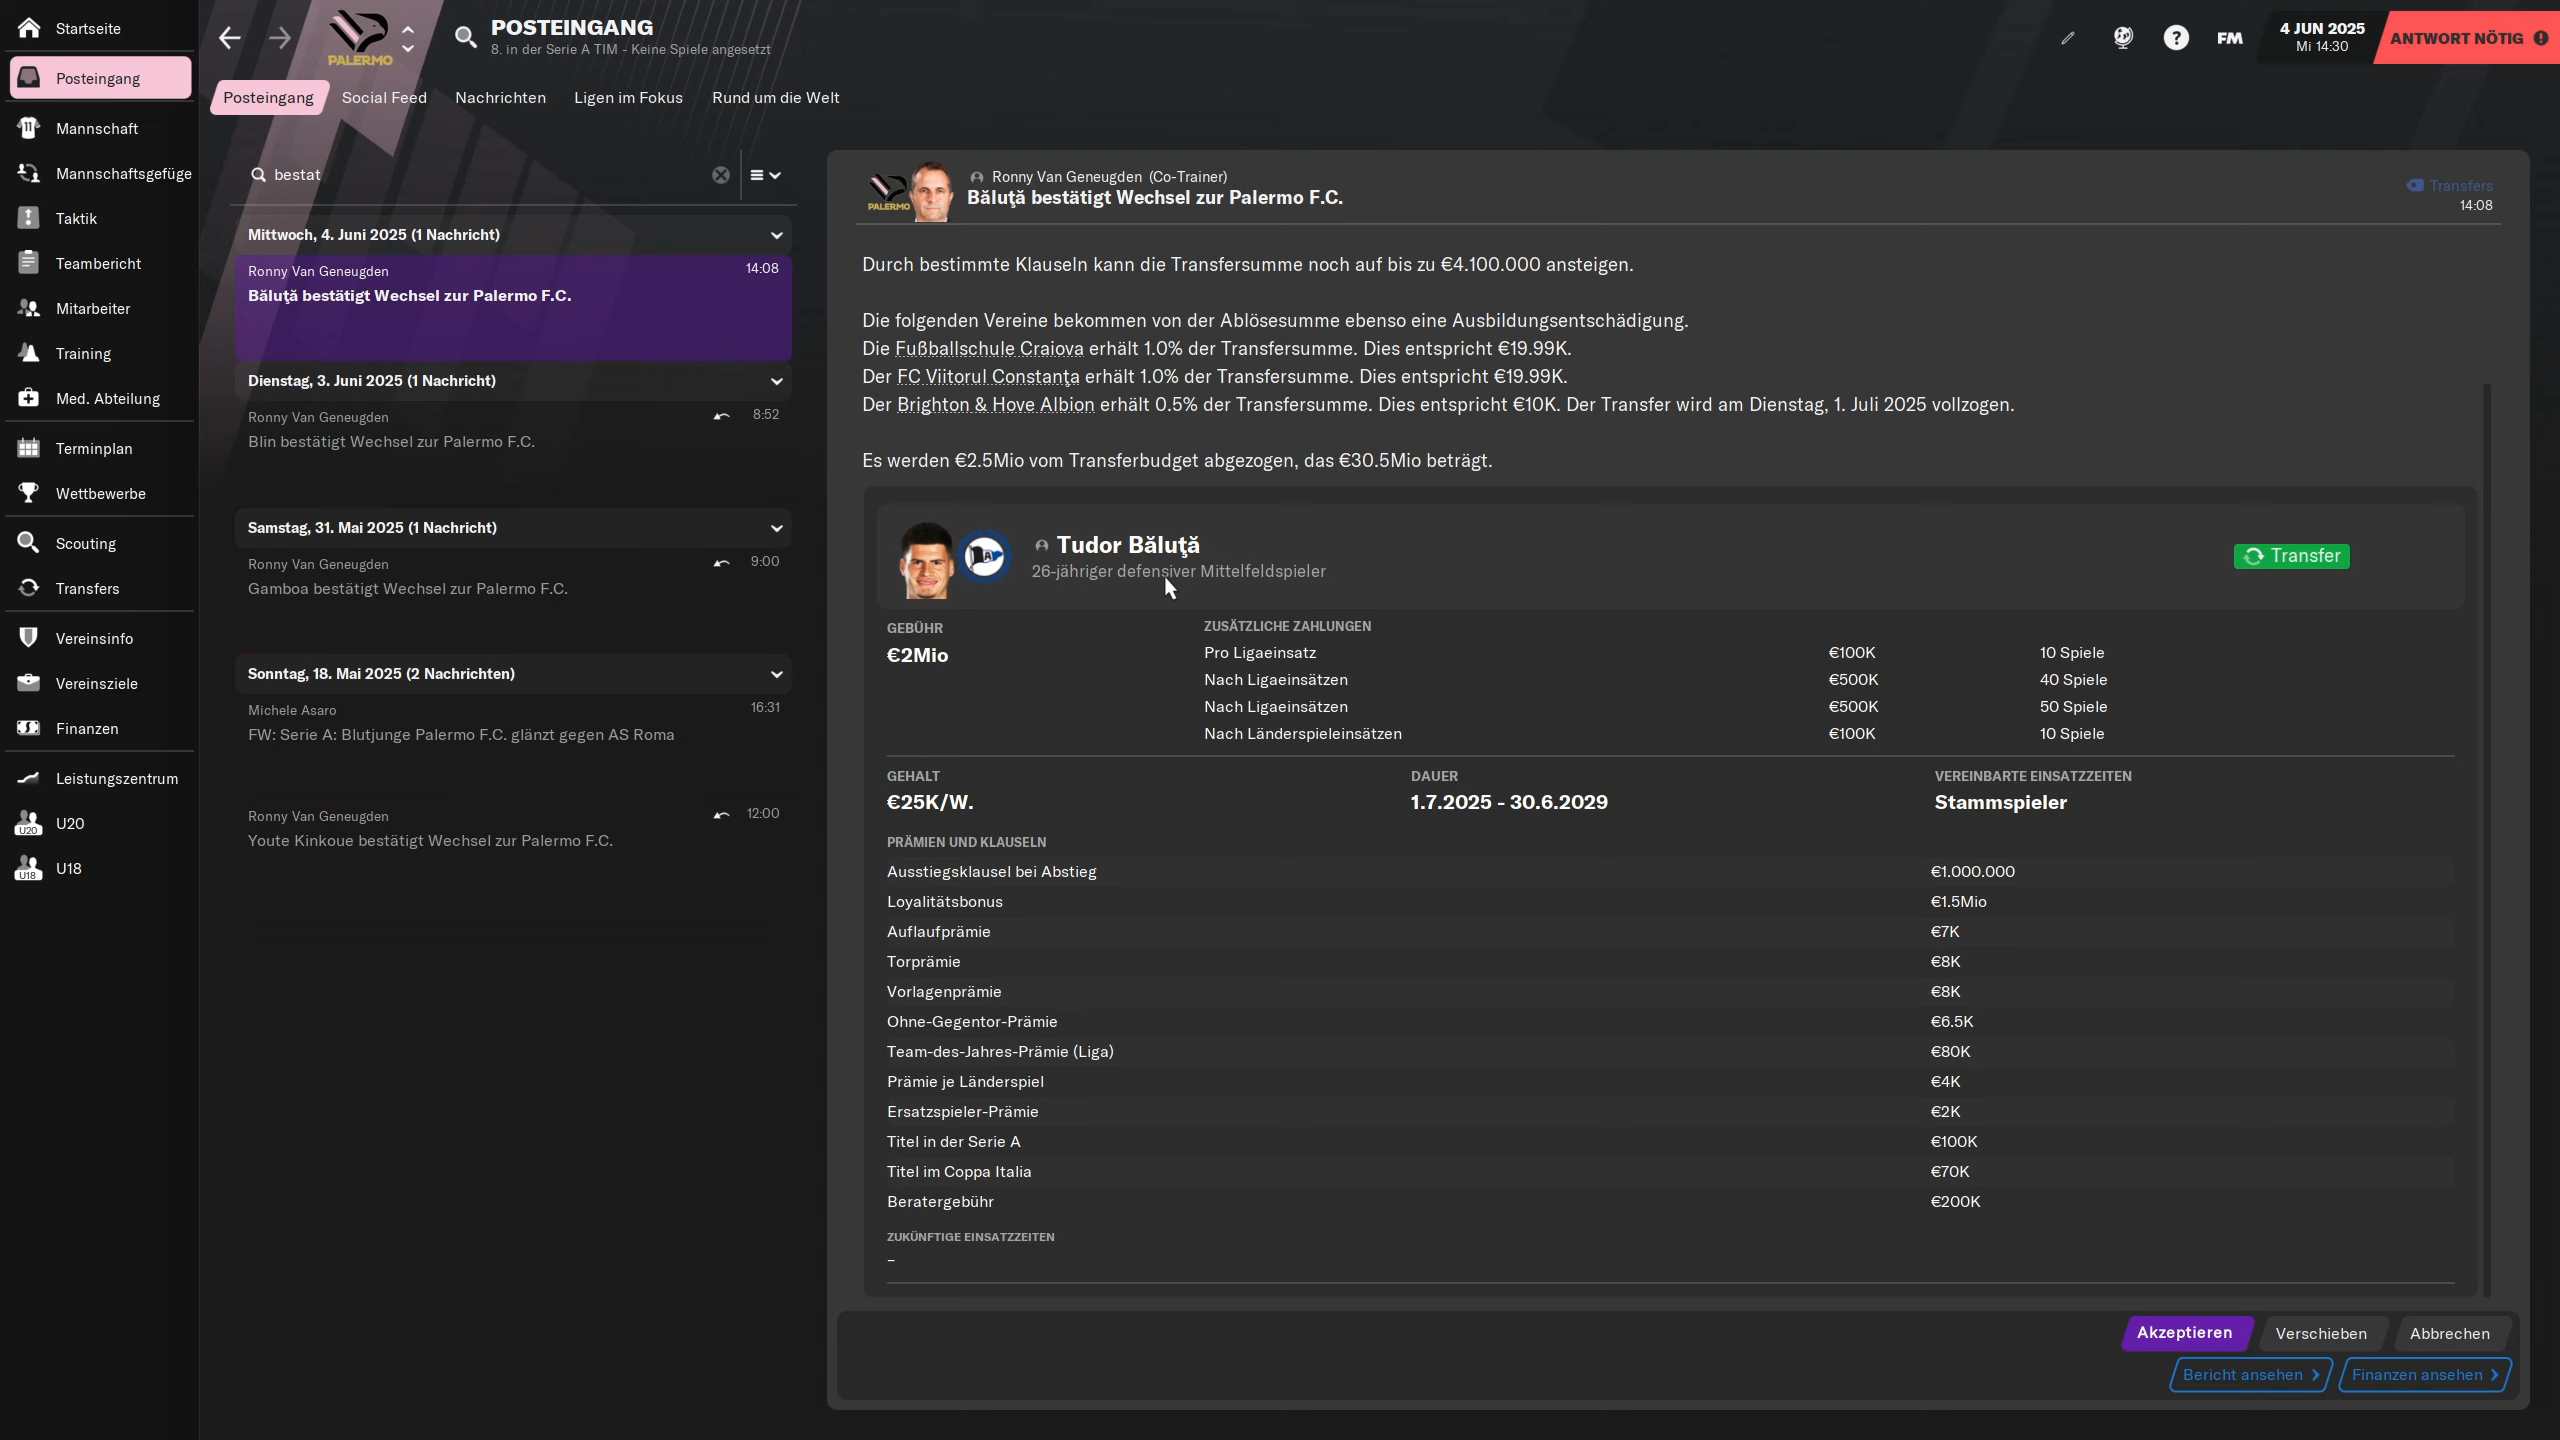 Startseite
Posteingang
Mannschaft
Mannschaftsgefüge
Taktik
Teambericht
Mitarbeiter
Training
Med. Abteilung
Terminplan
Wettbewerbe
Scouting
Transfers
Vereinsinfo
Vereinsziele
Finanzen
Leistungszentrum
U20 U20
U18 U18
PALERMO
POSTEINGANG
8. in der Serie A TIM - Keine Spiele angesetzt
? FM
4 JUN 2025
Mi 14:30
ANTWORT NÖTIG
Posteingang Social Feed Nachrichten Ligen im Fokus Rund um die Welt
bestat
Mittwoch, 4. Juni 2025 (1 Nachricht)
Ronny Van Geneugden 14:08
Băluţă bestätigt Wechsel zur Palermo F.C.
Dienstag, 3. Juni 2025 (1 Nachricht)
Ronny Van Geneugden 8:52
Blin bestätigt Wechsel zur Palermo F.C.
Samstag, 31. Mai 2025 (1 Nachricht)
Ronny Van Geneugden 9:00
Gamboa bestätigt Wechsel zur Palermo F.C.
Sonntag, 18. Mai 2025 (2 Nachrichten)
Michele Asaro 16:31
FW: Serie A: Blutjunge Palermo F.C. glänzt gegen AS Roma
Ronny Van Geneugden 12:00
Youte Kinkoue bestätigt Wechsel zur Palermo F.C.
PALERMO
Ronny Van Geneugden (Co-Trainer)
Băluţă bestätigt Wechsel zur Palermo F.C.
Transfers
14:08
Durch bestimmte Klauseln kann die Transfersumme noch auf bis zu €4.100.000 ansteigen.
Die folgenden Vereine bekommen von der Ablösesumme ebenso eine Ausbildungsentschädigung.
Die Fußballschule Craiova erhält 1.0% der Transfersumme. Dies entspricht €19.99K.
Der FC Viitorul Constanţa erhält 1.0% der Transfersumme. Dies entspricht €19.99K.
Der Brighton & Hove Albion erhält 0.5% der Transfersumme. Dies entspricht €10K. Der Transfer wird am Dienstag, 1. Juli 2025 vollzogen.
Es werden €2.5Mio vom Transferbudget abgezogen, das €30.5Mio beträgt.
Tudor Băluţă
26-jähriger defensiver Mittelfeldspieler
Transfer
GEBÜHR
€2Mio
ZUSÄTZLICHE ZAHLUNGEN
Pro Ligaeinsatz €100K 10 Spiele
Nach Ligaeinsätzen €500K 40 Spiele
Nach Ligaeinsätzen €500K 50 Spiele
Nach Länderspieleinsätzen €100K 10 Spiele
GEHALT DAUER VEREINBARTE EINSATZZEITEN
€25K/W. 1.7.2025 - 30.6.2029 Stammspieler
PRÄMIEN UND KLAUSELN
Ausstiegsklausel bei Abstieg €1.000.000
Loyalitätsbonus €1.5Mio
Auflaufprämie €7K
Torprämie €8K
Vorlagenprämie €8K
Ohne-Gegentor-Prämie €6.5K
Team-des-Jahres-Prämie (Liga) €80K
Prämie je Länderspiel €4K
Ersatzspieler-Prämie €2K
Titel in der Serie A €100K
Titel im Coppa Italia €70K
Beratergebühr €200K
ZUKÜNFTIGE EINSATZZEITEN
-
Akzeptieren Verschieben Abbrechen
Bericht ansehen Finanzen ansehen